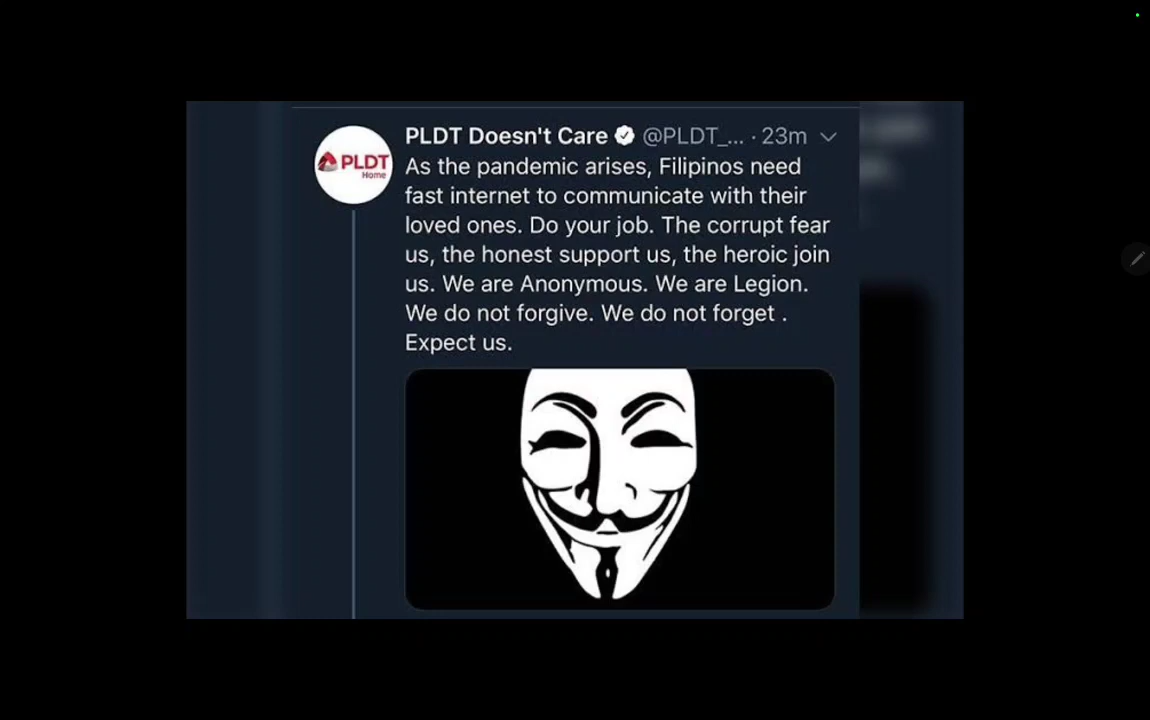 PLDT Doesn't Care @PLDT_... · 23m
PLDT
Home
As the pandemic arises, Filipinos need
fast internet to communicate with their
loved ones. Do your job. The corrupt fear
us, the honest support us, the heroic join
us. We are Anonymous. We are Legion.
We do not forgive. We do not forget .
Expect us.